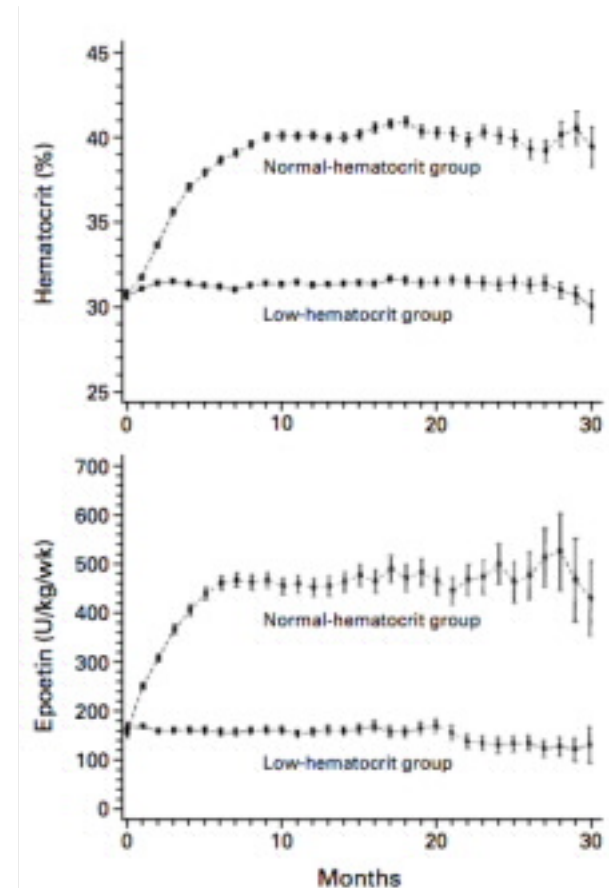 45
40
35
30
25
Hematocrit (%)
Normal-hematocrit group
Low-hematocrit group
0 10 20 30
700
600
500
400
300
200
100
0
Epoetin (U/kg/wk)
Normal-hematocrit group
Low-hematocrit group
0 10 20 30
Months